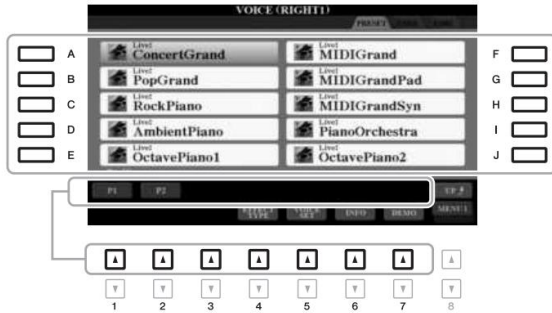 VOICE (RIGHT1)
PRESET
A Live! ConcertGrand Live! MIDIGrand F
B Live! PopGrand Live! MIDIGrandPad G
C Live! RockPiano Live! MIDIGrandSyn H
D Live! AmbientPiano Live! PianoOrchestra I
E Live! OctavePiano1 Live! OctavePiano2 J
P1 P2 UP
EFFECT TYPE VOICE SET INFO DEMO MENU1
1 2 3 4 5 6 7 8